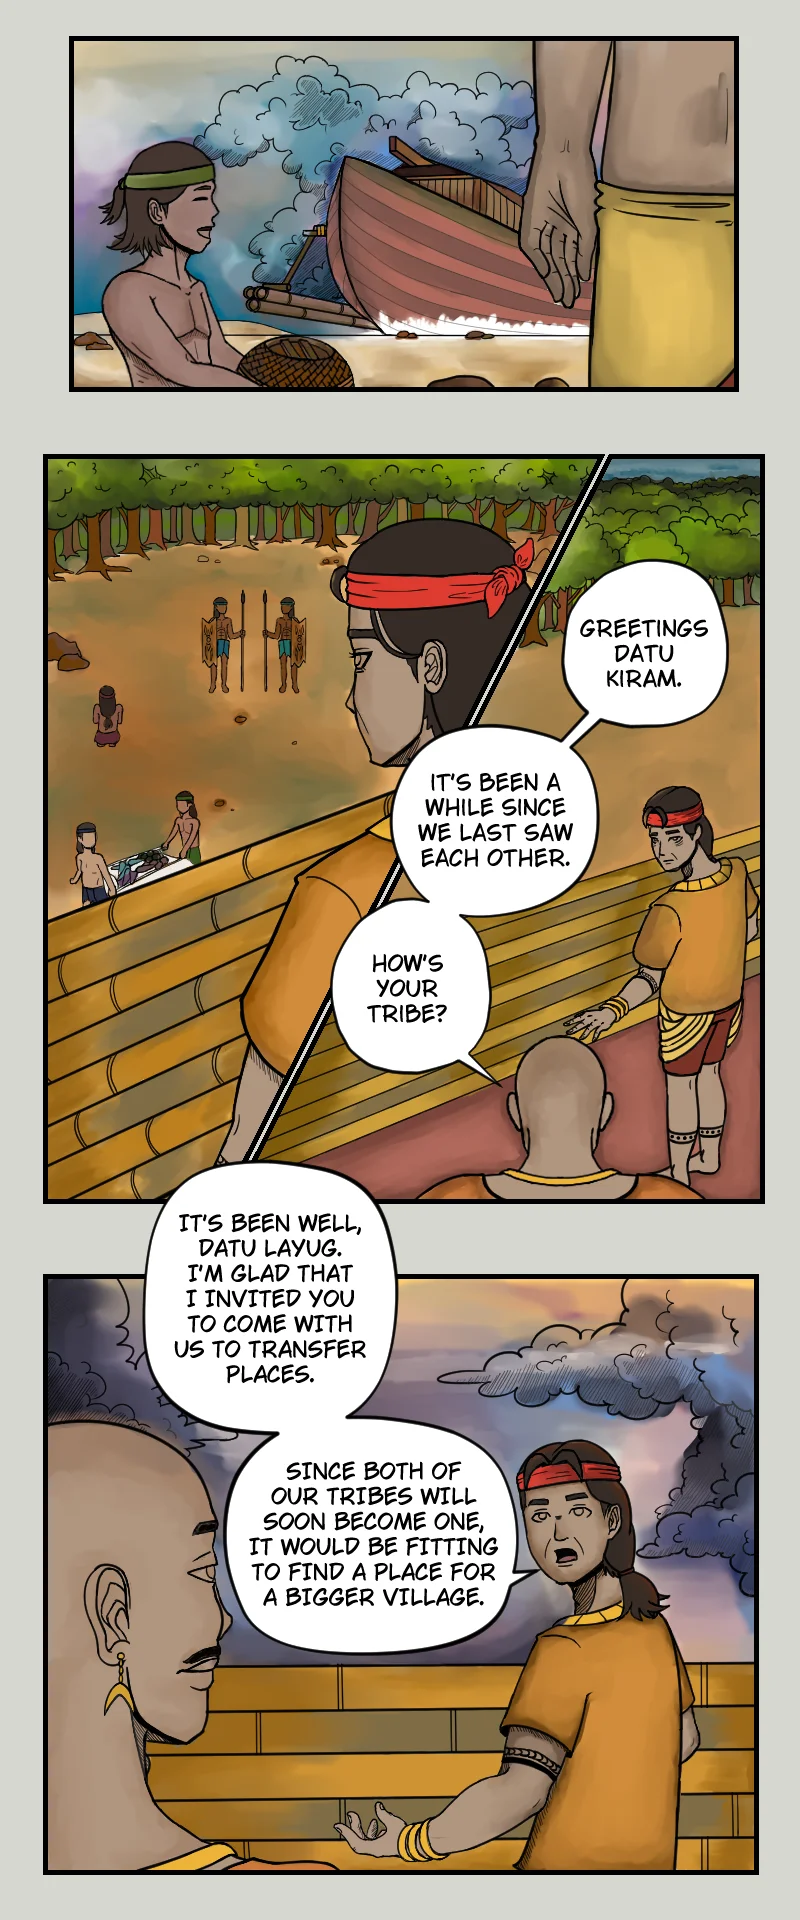 GREETINGS
DATU
KIRAM.
IT'S BEEN A
WHILE SINCE
WE LAST SAW
EACH OTHER.
HOW'S
YOUR
TRIBE?
IT'S BEEN WELL,
DATU LAYUG.
I'M GLAD THAT
I INVITED YOU
TO COME WITH
US TO TRANSFER
PLACES.
SINCE BOTH OF
OUR TRIBES WILL
SOON BECOME ONE,
IT WOULD BE FITTING
TO FIND A PLACE FOR
A BIGGER VILLAGE.